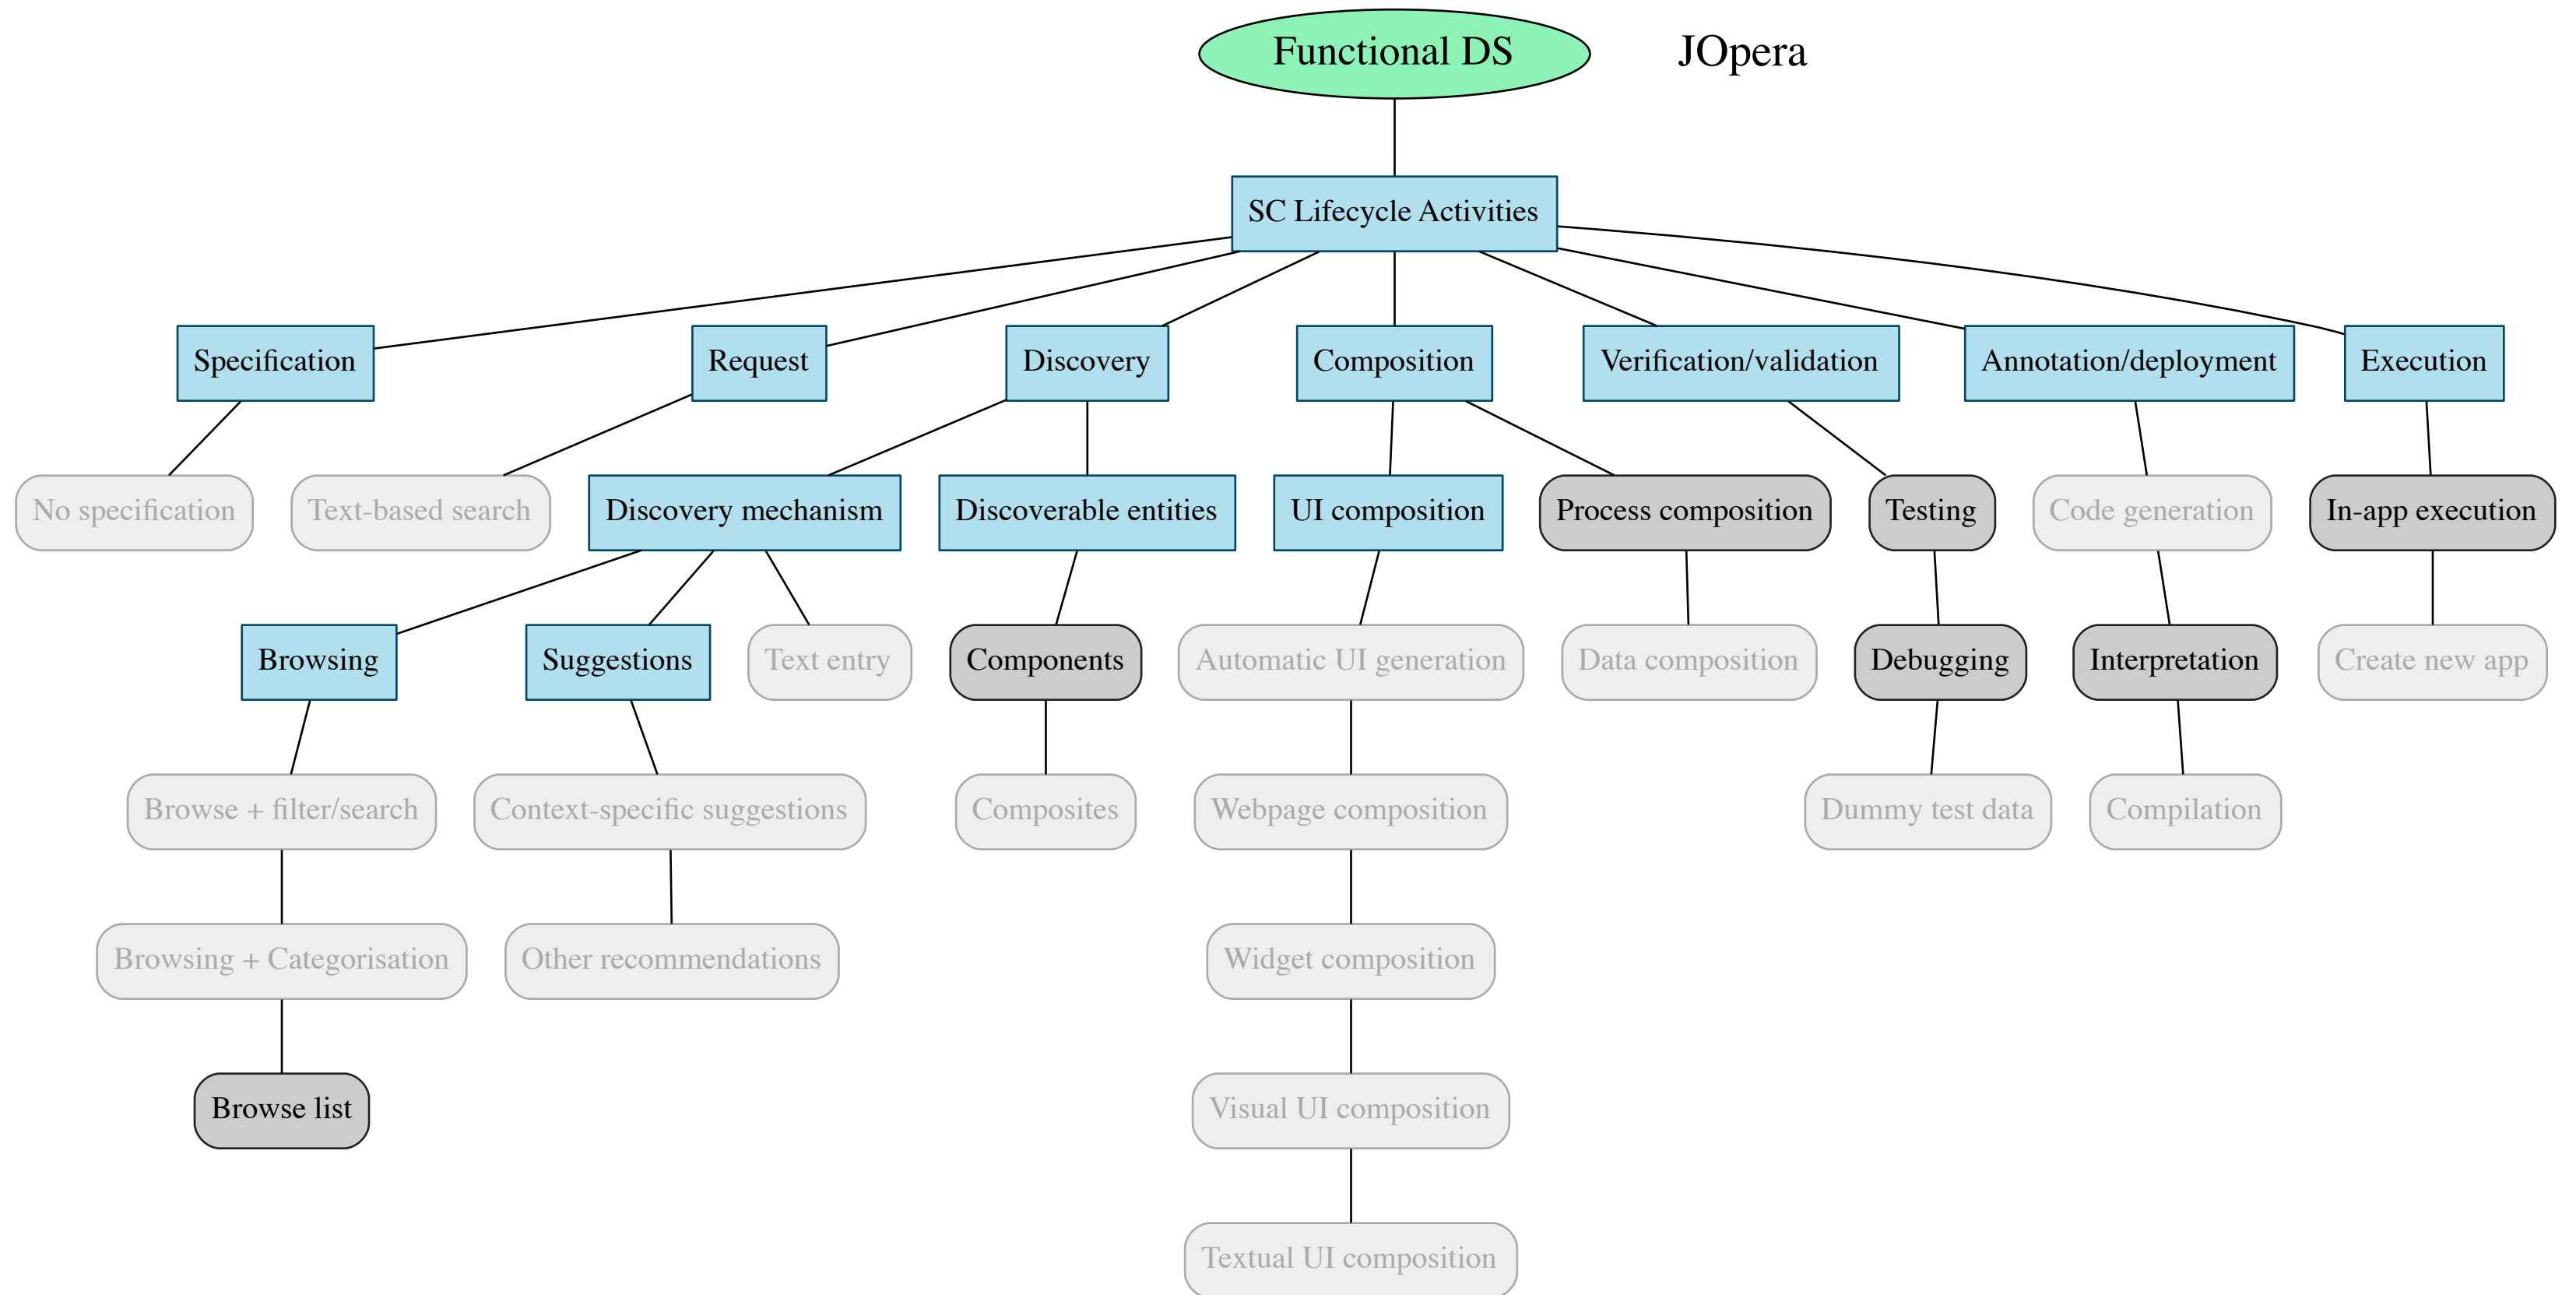 Functional DS
JOpera
SC Lifecycle Activities
Specification
Request
Discovery
Composition
Verification/validation
Annotation/deployment
Execution
No specification
Text-based search
Discovery mechanism
Discoverable entities
UI composition
Process composition
Testing
Code generation
In-app execution
Browsing
Suggestions
Text entry
Components
Automatic UI generation
Data composition
Debugging
Interpretation
Create new app
Browse + filter/search
Context-specific suggestions
Composites
Webpage composition
Dummy test data
Compilation
Browsing + Categorisation
Other recommendations
Widget composition
Browse list
Visual UI composition
Textual UI composition